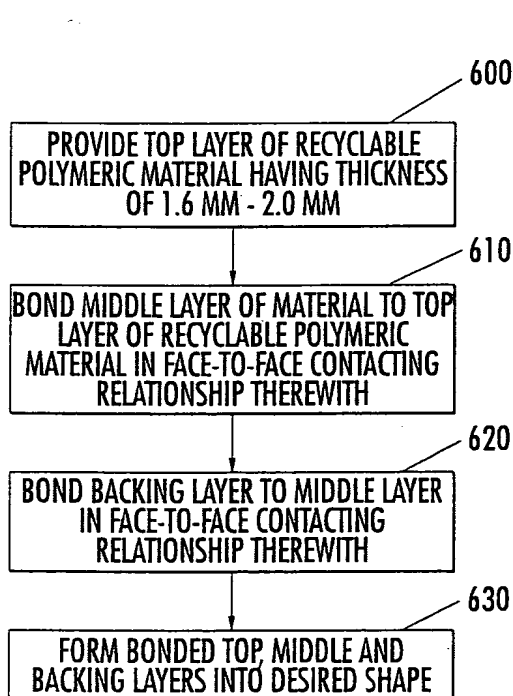 600
PROVIDE TOP LAYER OF RECYCLABLE
POLYMERIC MATERIAL HAVING THICKNESS
OF 1.6 MM - 2.0 MM
610
BOND MIDDLE LAYER OF MATERIAL TO TOP
LAYER OF RECYCLABLE POLYMERIC
MATERIAL IN FACE-TO-FACE CONTACTING
RELATIONSHIP THEREWITH
620
BOND BACKING LAYER TO MIDDLE LAYER
IN FACE-TO-FACE CONTACTING
RELATIONSHIP THEREWITH
630
FORM BONDED TOP, MIDDLE AND
BACKING LAYERS INTO DESIRED SHAPE